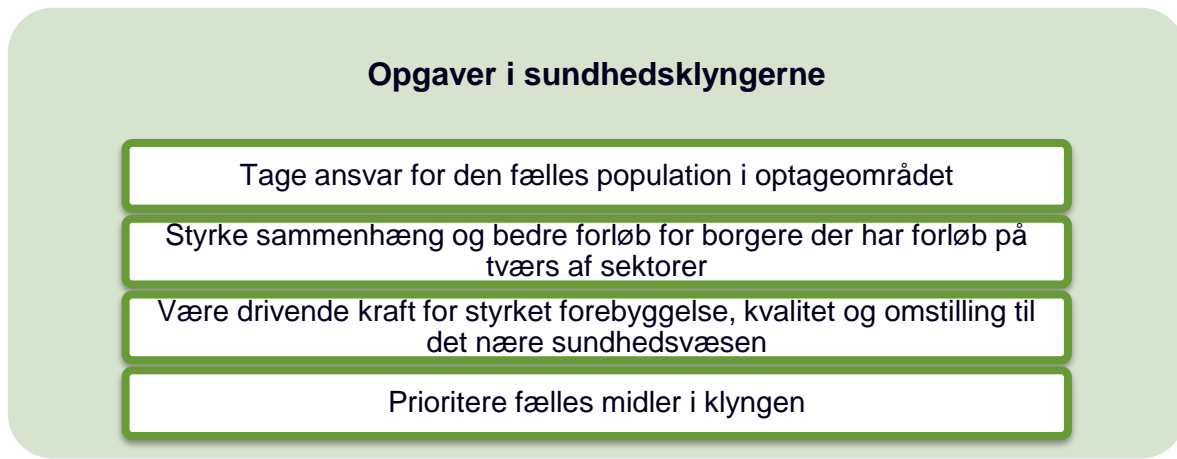 Opgaver i sundhedsklyngerne
Tage ansvar for den fælles population i optageområdet
Styrke sammenhæng og bedre forløb for borgere der har forløb på
tværs af sektorer
Være drivende kraft for styrket forebyggelse, kvalitet og omstilling til
det nære sundhedsvæsen
Prioritere fælles midler i klyngen